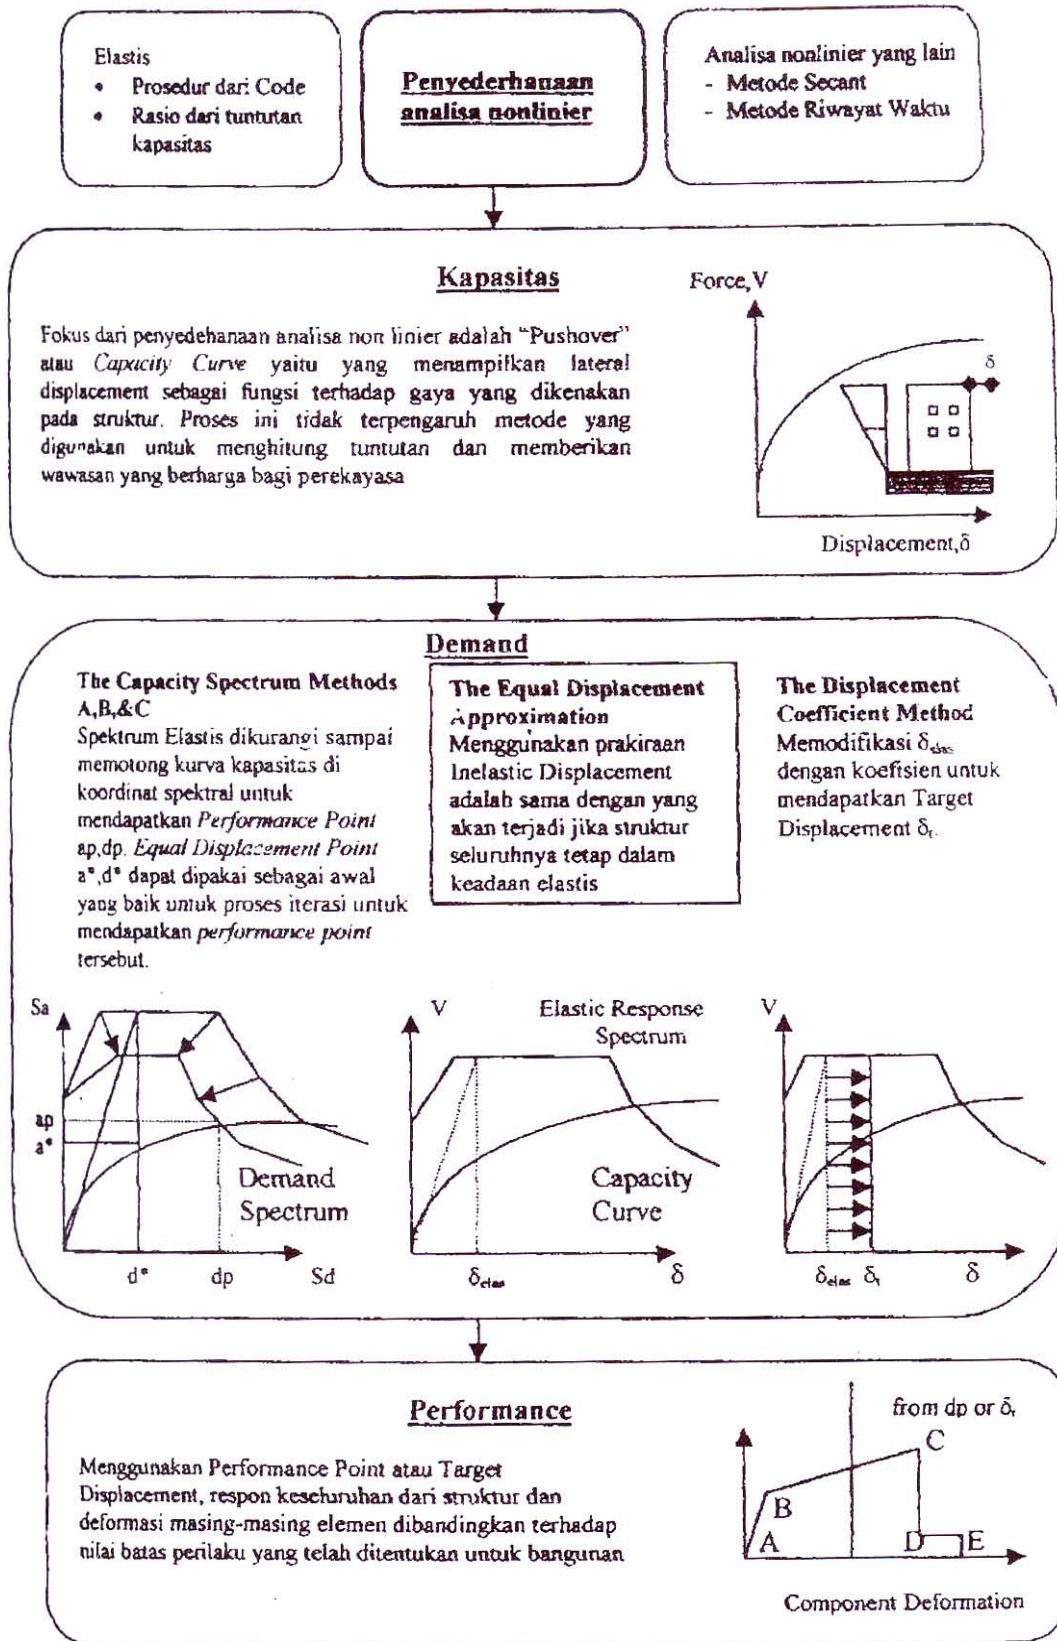 Elastis
• Prosedur dari Code
• Rasio dari tuntutan
kapasitas
Penyederhanaan
analisa nonlinier
Analisa nonlinier yang lain
- Metode Secant
- Metode Riwayat Waktu
Kapasitas
Fokus dari penyedehanaan analisa non linier adalah "Pushover"
atau Capacity Curve yaitu yang menampilkan lateral
displacement sebagai fungsi terhadap gaya yang dikenakan
pada struktur. Proses ini tidak terpengaruh metode yang
digunakan untuk menghitung tuntutan dan memberikan
wawasan yang berharga bagi perekayasa
Force,V
δ
Displacement,δ
Demand
The Capacity Spectrum Methods
A,B,&C
Spektrum Elastis dikurangi sampai
memotong kurva kapasitas di
koordinat spektral untuk
mendapatkan Performance Point
ap,dp. Equal Displacement Point
a*,d* dapat dipakai sebagai awal
yang baik untuk proses iterasi untuk
mendapatkan performance point
tersebut.
The Equal Displacement
Approximation
Menggunakan prakiraan
Inelastic Displacement
adalah sama dengan yang
akan terjadi jika struktur
seluruhnya tetap dalam
keadaan elastis
The Displacement
Coefficient Method
Memodifikasi δelas
dengan koefisien untuk
mendapatkan Target
Displacement δt.
Sa
ap
a*
Demand
Spectrum
d* dp Sd
V
Elastic Response
Spectrum
Capacity
Curve
δelas δ
V
δelas δt δ
Performance
Menggunakan Performance Point atau Target
Displacement, respon keseluruhan dari struktur dan
deformasi masing-masing elemen dibandingkan terhadap
nilai batas perilaku yang telah ditentukan untuk bangunan
from dp or δt
C
B
A D E
Component Deformation